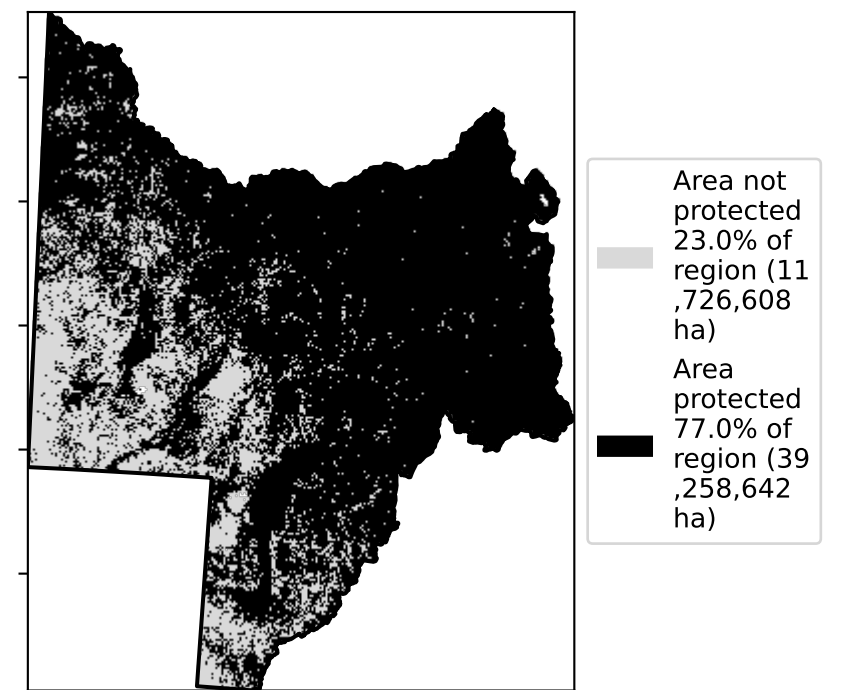 Area not
protected
23.0% of
region (11
,726,608
ha)
Area
protected
77.0% of
region (39
,258,642
ha)